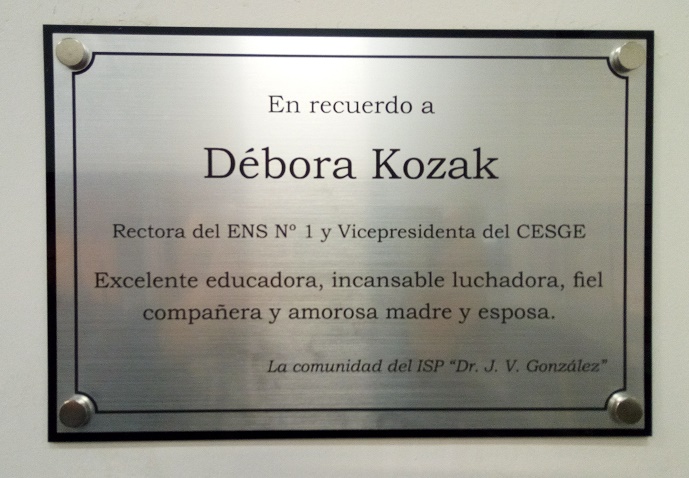 En recuerdo a
Débora Kozak
Rectora del ENS Nº 1 y Vicepresidenta del CESGE
Excelente educadora, incansable luchadora, fiel
compañera y amorosa madre y esposa.
La comunidad del ISP “Dr. J. V. González”